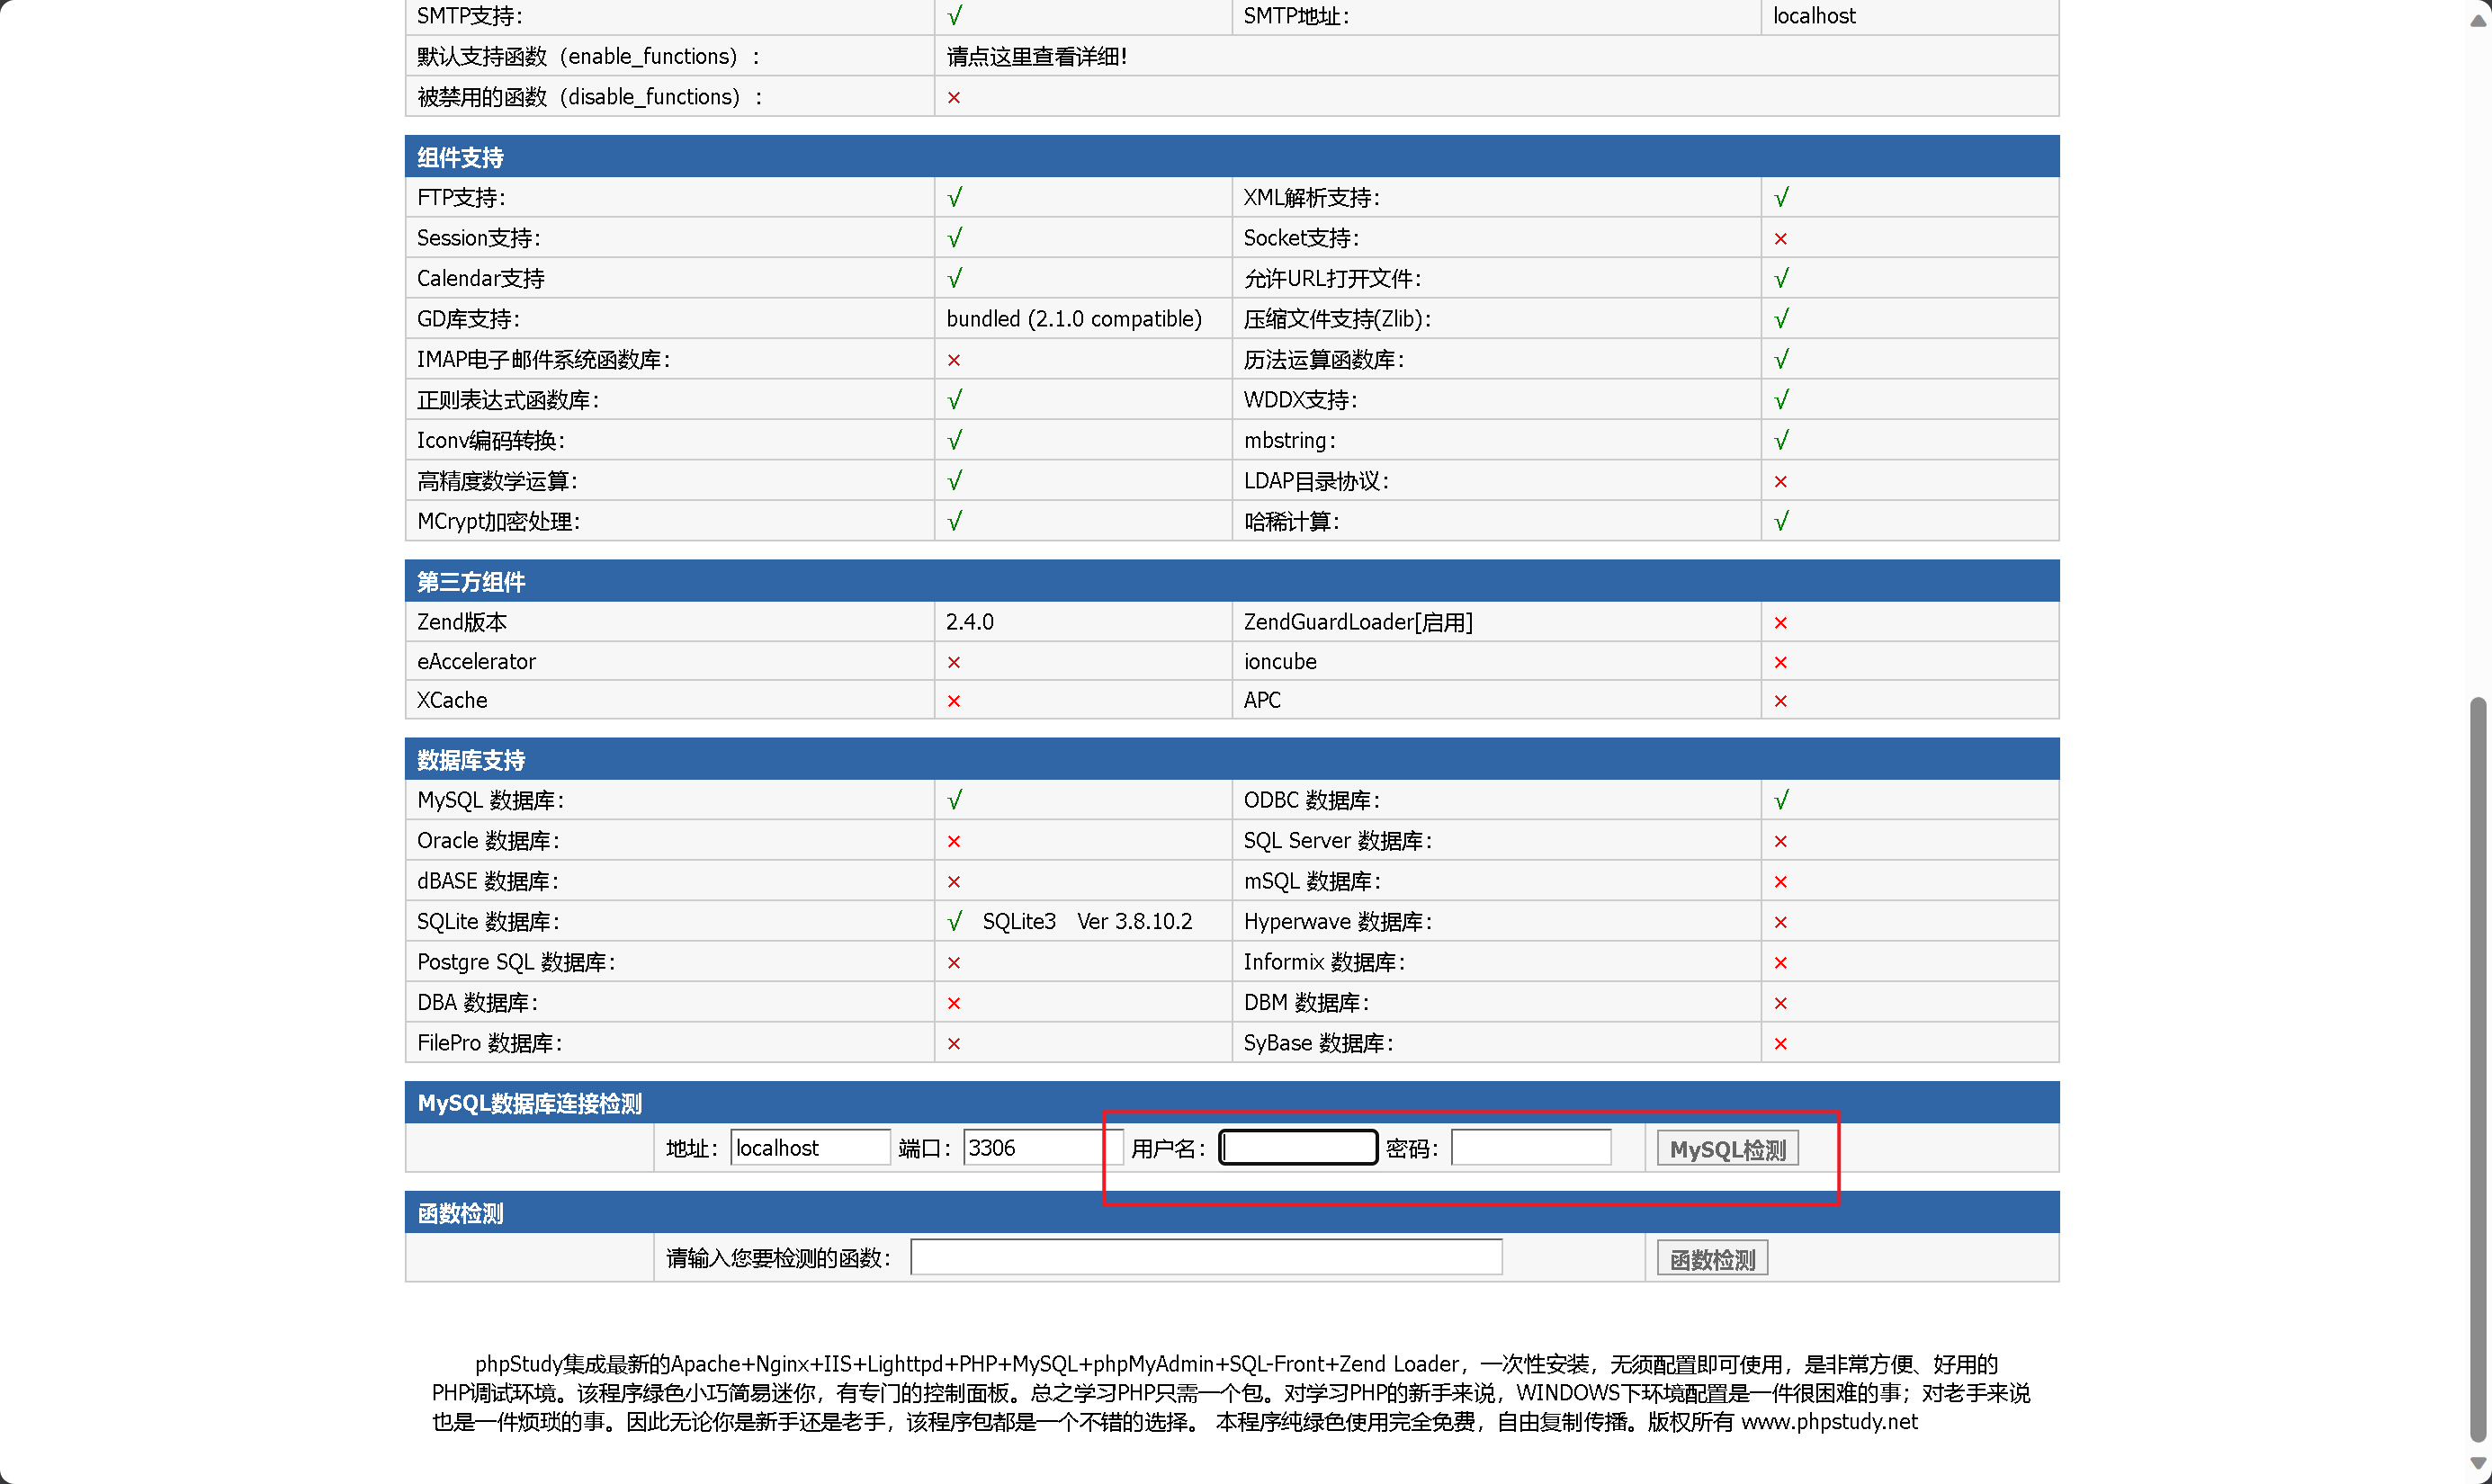 SMTP支持： √ SMTP地址： localhost
默认支持函数（enable_functions）： 请点这里查看详细！
被禁用的函数（disable_functions）： ×
组件支持
FTP支持： √ XML解析支持： √
Session支持： √ Socket支持： ×
Calendar支持 √ 允许URL打开文件： √
GD库支持： bundled (2.1.0 compatible) 压缩文件支持(Zlib)： √
IMAP电子邮件系统函数库： × 历法运算函数库： √
正则表达式函数库： √ WDDX支持： √
Iconv编码转换： √ mbstring： √
高精度数学运算： √ LDAP目录协议： ×
MCrypt加密处理： √ 哈稀计算： √
第三方组件
Zend版本 2.4.0 ZendGuardLoader[启用] ×
eAccelerator × ioncube ×
XCache × APC ×
数据库支持
MySQL 数据库： √ ODBC 数据库： √
Oracle 数据库： × SQL Server 数据库： ×
dBASE 数据库： × mSQL 数据库： ×
SQLite 数据库： √ SQLite3 Ver 3.8.10.2 Hyperwave 数据库： ×
Postgre SQL 数据库： × Informix 数据库： ×
DBA 数据库： × DBM 数据库： ×
FilePro 数据库： × SyBase 数据库： ×
MySQL数据库连接检测
地址： localhost 端口： 3306 用户名： 密码： MySQL检测
函数检测
请输入您要检测的函数： 函数检测
phpStudy集成最新的Apache+Nginx+IIS+Lighttpd+PHP+MySQL+phpMyAdmin+SQL-Front+Zend Loader，一次性安装，无须配置即可使用，是非常方便、好用的
PHP调试环境。该程序绿色小巧简易迷你，有专门的控制面板。总之学习PHP只需一个包。对学习PHP的新手来说，WINDOWS下环境配置是一件很困难的事；对老手来说
也是一件烦琐的事。因此无论你是新手还是老手，该程序包都是一个不错的选择。 本程序纯绿色使用完全免费，自由复制传播。版权所有 www.phpstudy.net